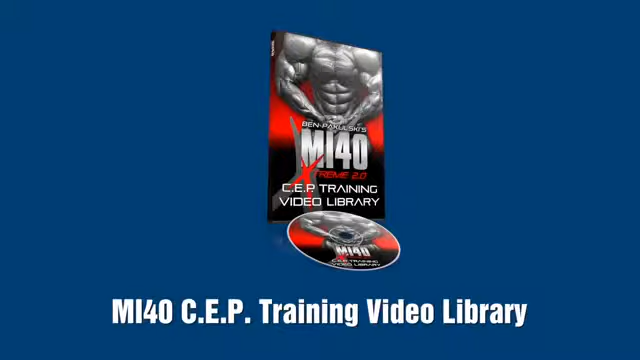 BEN PAKULSKI'S
MI40
XTREME 2.0
C.E.P. TRAINING
VIDEO LIBRARY
MI40
C.E.P. TRAINING
VIDEO LIBRARY
MI40 C.E.P. Training Video Library